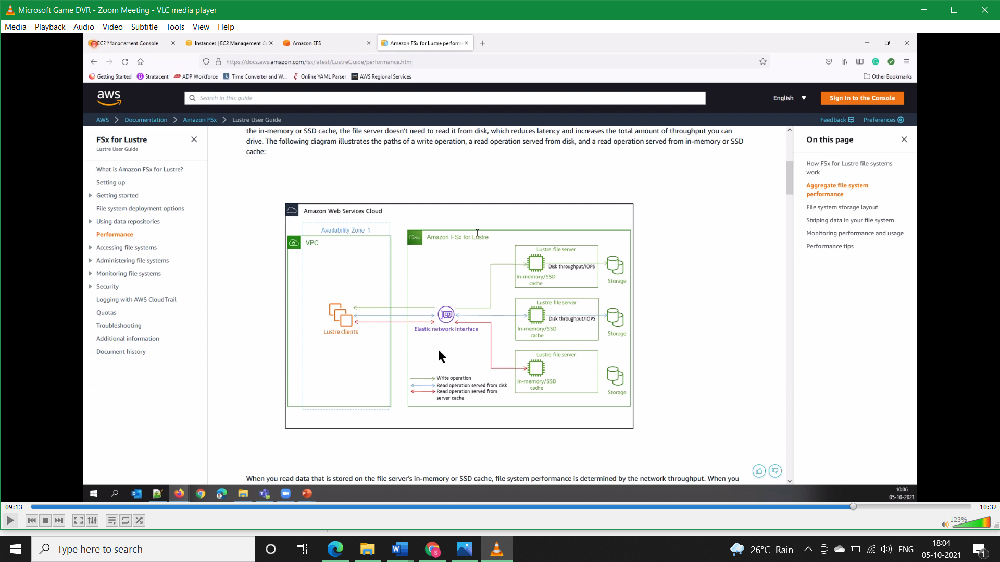 Microsoft Game DVR - Zoom Meeting - VLC media player
Media Playback Audio Video Subtitle Tools View Help
EC2 Management Console
Instances | EC2 Management Co
Amazon EFS
Amazon FSx for Lustre perform
https://docs.aws.amazon.com/fsx/latest/LustreGuide/performance.html
Getting Started Stratacent ADP Workforce Time Converter and W... Online YAML Parser AWS Regional Services Other Bookmarks
aws
Search in this guide
English
Sign In to the Console
AWS Documentation Amazon FSx Lustre User Guide
Feedback Preferences
FSx for Lustre
Lustre User Guide
What is Amazon FSx for Lustre?
Setting up
Getting started
File system deployment options
Using data repositories
Performance
Accessing file systems
Administering file systems
Monitoring file systems
Security
Logging with AWS CloudTrail
Quotas
Troubleshooting
Additional information
Document history
the in-memory or SSD cache, the file server doesn't need to read it from disk, which reduces latency and increases the total amount of throughput you can
drive. The following diagram illustrates the paths of a write operation, a read operation served from disk, and a read operation served from in-memory or SSD
cache:
Amazon Web Services Cloud
Availability Zone 1
VPC
Lustre clients
FSx
Amazon FSx for Lustre
Elastic network interface
Lustre file server
Disk throughput/IOPS
In-memory/SSD
cache
Storage
Lustre file server
Disk throughput/IOPS
In-memory/SSD
cache
Storage
Lustre file server
In-memory/SSD
cache
Storage
Write operation
Read operation served from disk
Read operation served from
server cache
When you read data that is stored on the file server's in-memory or SSD cache, file system performance is determined by the network throughput. When you
On this page
How FSx for Lustre file systems
work
Aggregate file system
performance
File system storage layout
Striping data in your file system
Monitoring performance and usage
Performance tips
10:06
05-10-2021
09:13
10:32
123%
Type here to search
26°C Rain
ENG
18:04
05-10-2021
1